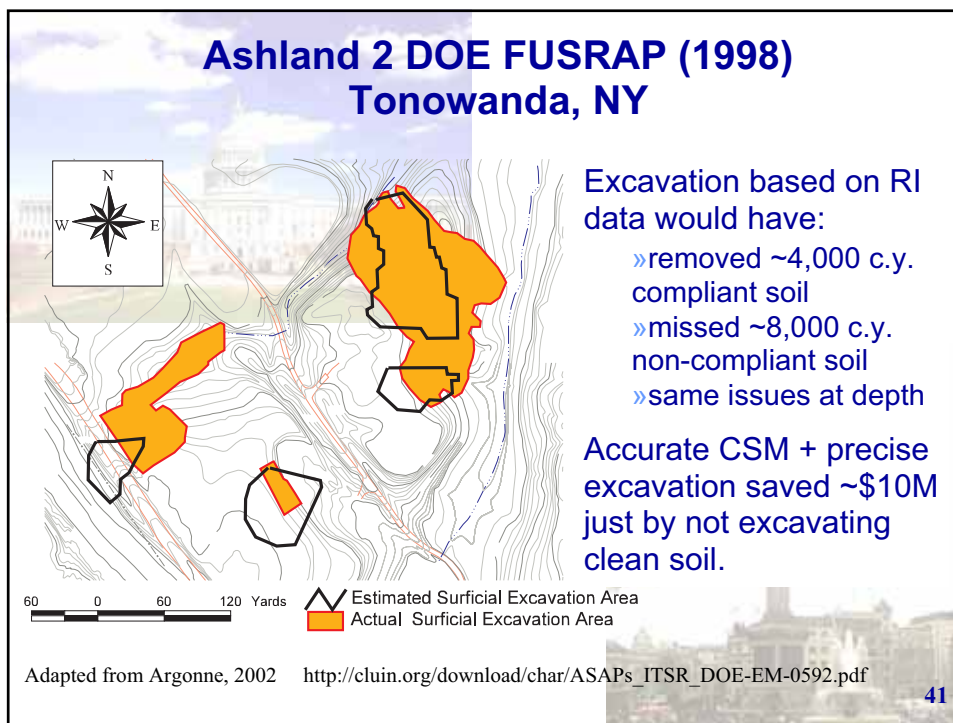 Ashland 2 DOE FUSRAP (1998)
Tonowanda, NY
N
W
E
S
Excavation based on RI
data would have:
»removed ~4,000 c.y.
compliant soil
»missed ~8,000 c.y.
non-compliant soil
»same issues at depth
Accurate CSM + precise
excavation saved ~$10M
just by not excavating
clean soil.
60 0 60 120 Yards
Estimated Surficial Excavation Area
Actual Surficial Excavation Area
Adapted from Argonne, 2002 http://cluin.org/download/char/ASAPs_ITSR_DOE-EM-0592.pdf
41